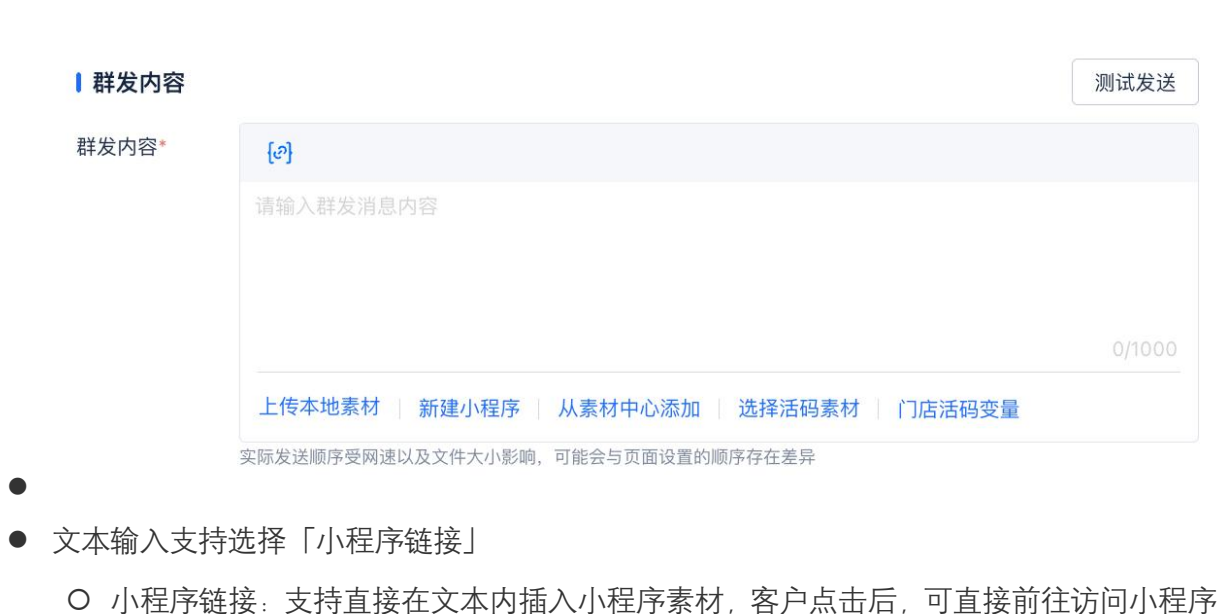 群发内容
测试发送
群发内容*
请输入群发消息内容
0/1000
上传本地素材 | 新建小程序 | 从素材中心添加 | 选择活码素材 | 门店活码变量
实际发送顺序受网速以及文件大小影响，可能会与页面设置的顺序存在差异
文本输入支持选择「小程序链接」
小程序链接：支持直接在文本内插入小程序素材，客户点击后，可直接前往访问小程序